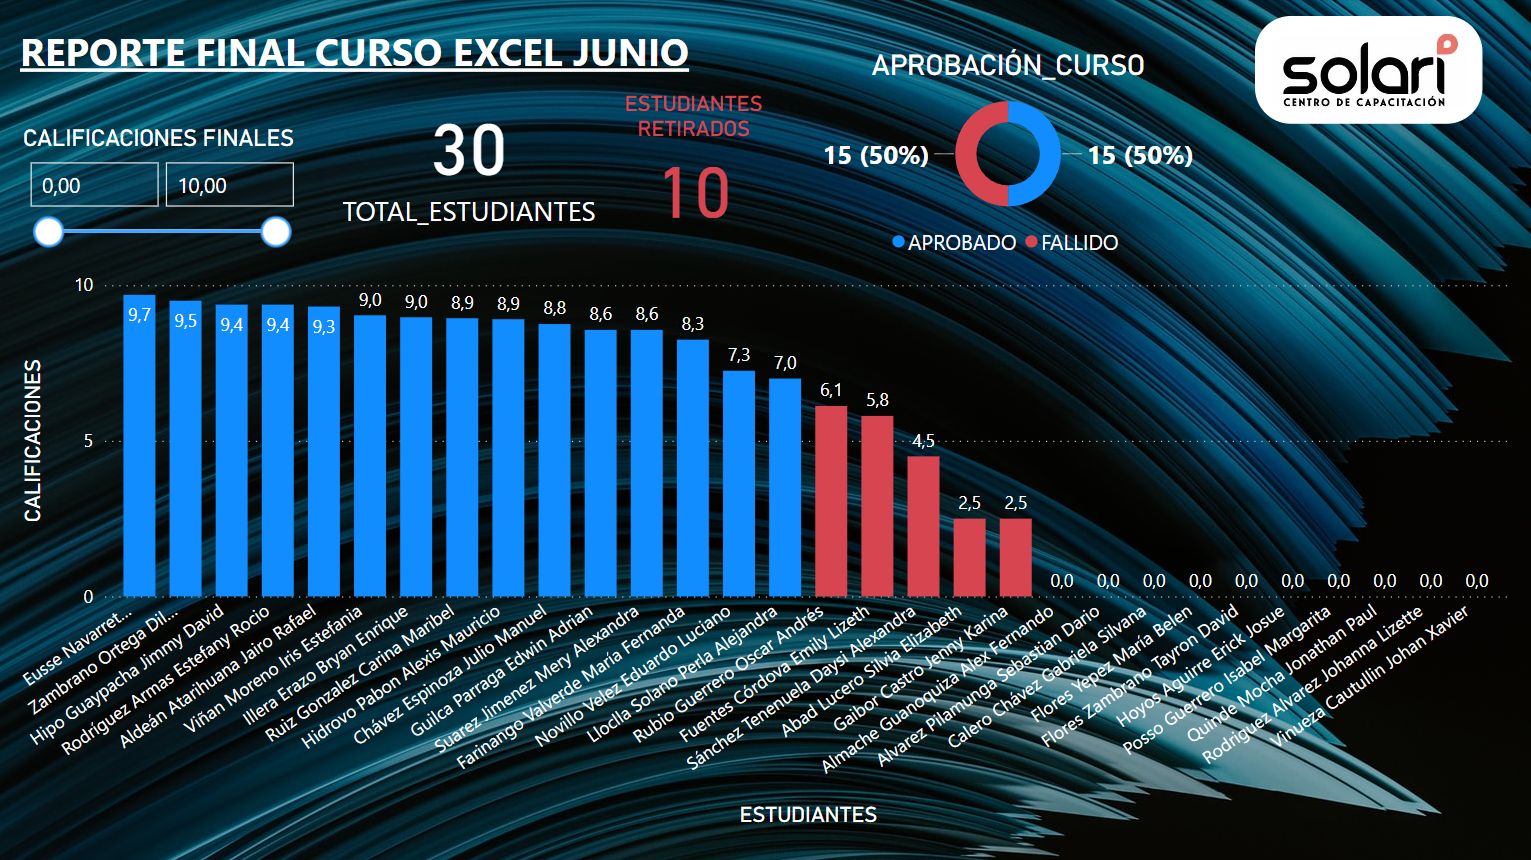 REPORTE FINAL CURSO EXCEL JUNIO
solari
CENTRO DE CAPACITACIÓN
CALIFICACIONES FINALES
0,00
10,00
30
TOTAL_ESTUDIANTES
ESTUDIANTES
RETIRADOS
10
APROBACIÓN_CURSO
15 (50%)
15 (50%)
APROBADO
FALLIDO
CALIFICACIONES
10
5
0
9,7
9,5
9,4
9,4
9,3
9,0
9,0
8,9
8,9
8,8
8,6
8,6
8,3
7,3
7,0
6,1
5,8
4,5
2,5
2,5
0,0
0,0
0,0
0,0
0,0
0,0
0,0
0,0
0,0
0,0
Eusse Navarret...
Zambrano Ortega Dil...
Hipo Guaypacha Jimmy David
Rodríguez Armas Estefany Rocio
Aldeán Atarihuana Jairo Rafael
Viñan Moreno Iris Estefania
Illera Erazo Bryan Enrique
Ruiz Gonzalez Carina Maribel
Hidrovo Pabon Alexis Mauricio
Chávez Espinoza Julio Manuel
Guilca Parraga Edwin Adrian
Suarez Jimenez Mery Alexandra
Farinango Valverde María Fernanda
Novillo Velez Eduardo Luciano
Lloclla Solano Perla Alejandra
Rubio Guerrero Oscar Andrés
Fuentes Córdova Emily Lizeth
Sánchez Tenenuela Daysi Alexandra
Abad Lucero Silvia Elizabeth
Gaibor Castro Jenny Karina
Almache Guanoquiza Alex Fernando
Alvarez Pilamunga Sebastian Dario
Calero Chávez Gabriela Silvana
Flores Yepez María Belen
Flores Zambrano Tayron David
Hoyos Aguirre Erick Josue
Posso Guerrero Isabel Margarita
Quinde Mocha Jonathan Paul
Rodriguez Alvarez Johanna Lizette
Vinueza Cautullin Johan Xavier
ESTUDIANTES